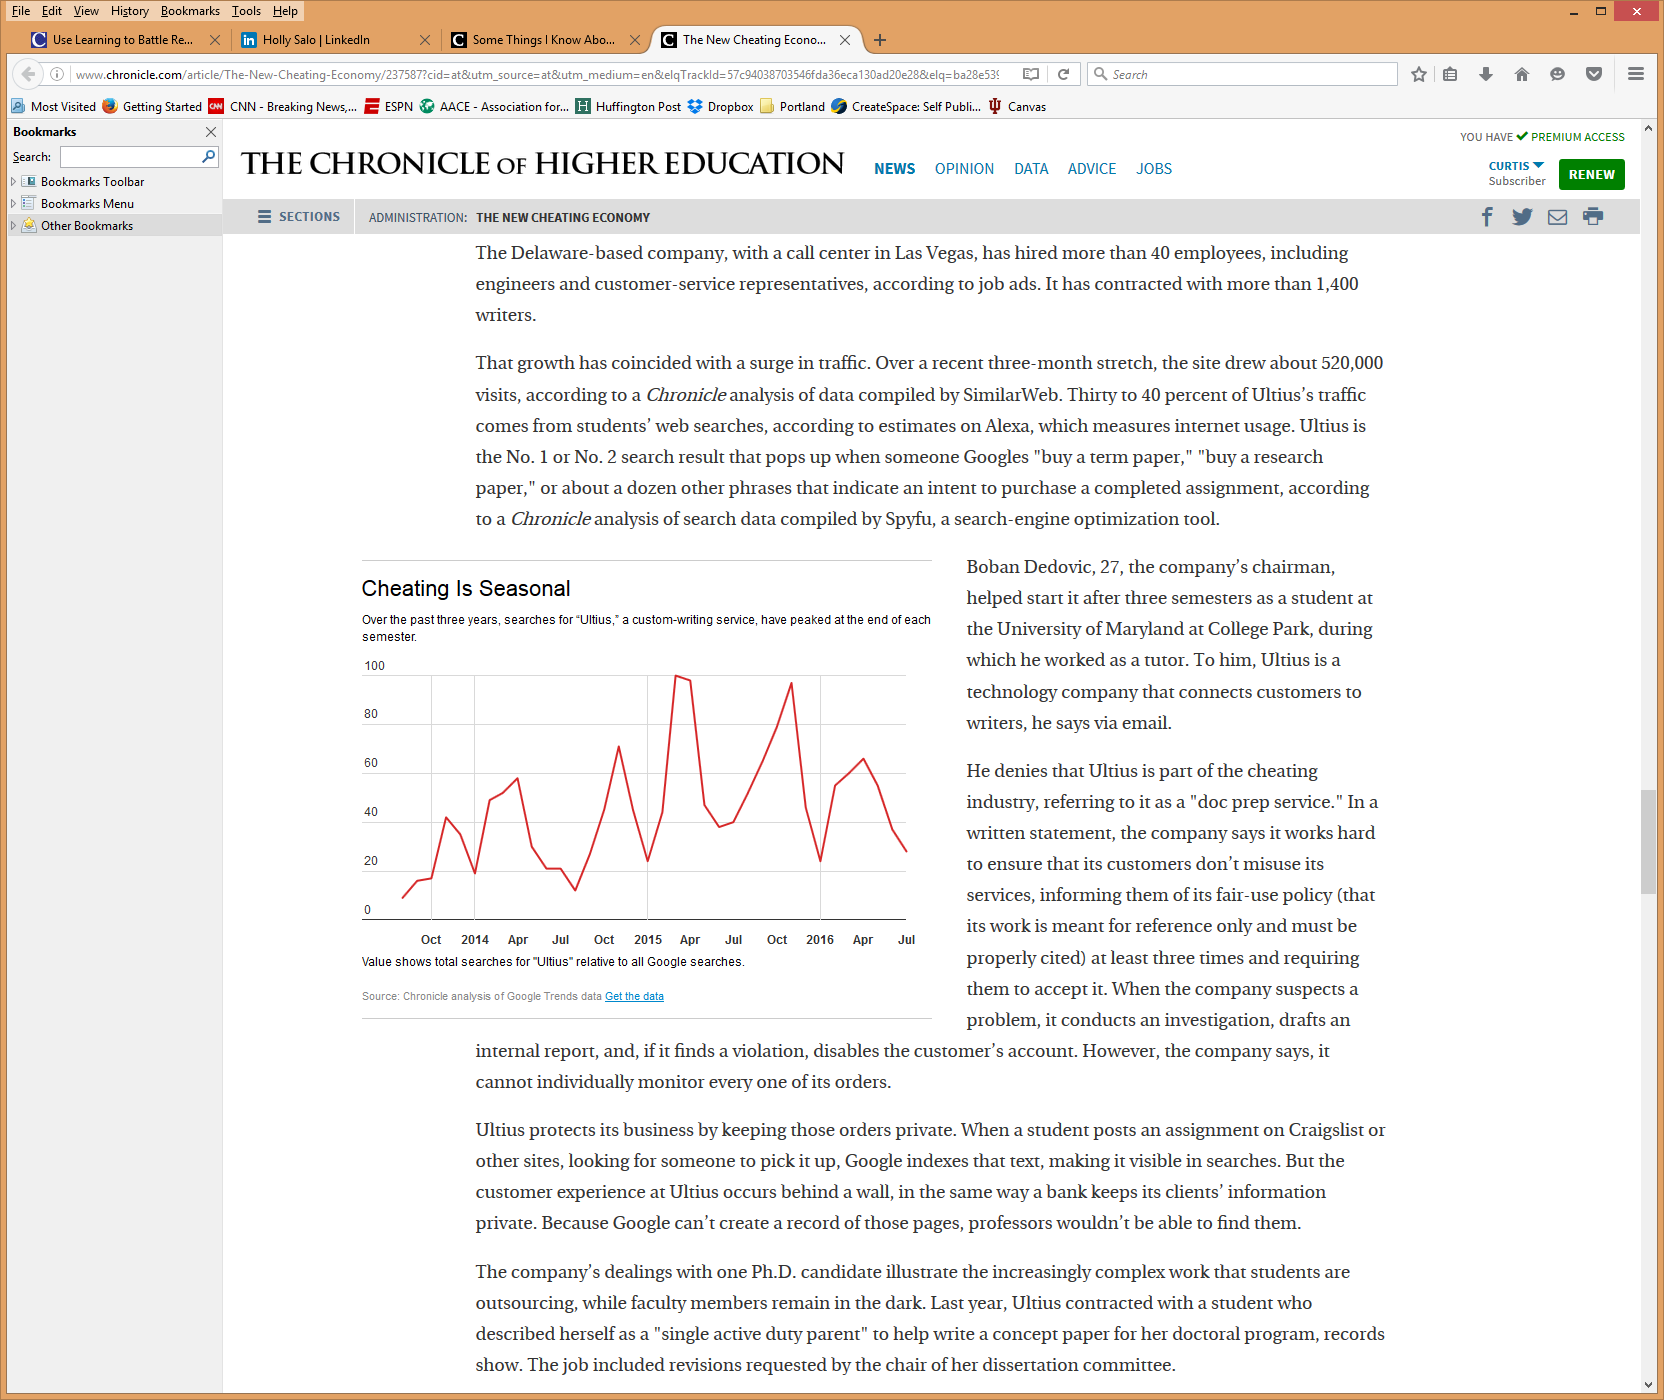 File Edit View History Bookmarks Tools Help
Use Learning to Battle Re...
Holly Salo | LinkedIn
Some Things I Know Abo...
The New Cheating Econo...
www.chronicle.com/article/The-New-Cheating-Economy/237587?cid=at&utm_source=at&utm_medium=en&elqTrackId=57c94038703546fda36eca130ad20e28&elq=ba28e539
Search
Most Visited Getting Started CNN - Breaking News,... ESPN AACE - Association for... Huffington Post Dropbox Portland CreateSpace: Self Publi... Canvas
Bookmarks
Search:
Bookmarks Toolbar
Bookmarks Menu
Other Bookmarks
YOU HAVE PREMIUM ACCESS
THE CHRONICLE OF HIGHER EDUCATION
NEWS OPINION DATA ADVICE JOBS
CURTIS
Subscriber
RENEW
SECTIONS
ADMINISTRATION: THE NEW CHEATING ECONOMY
The Delaware-based company, with a call center in Las Vegas, has hired more than 40 employees, including
engineers and customer-service representatives, according to job ads. It has contracted with more than 1,400
writers.
That growth has coincided with a surge in traffic. Over a recent three-month stretch, the site drew about 520,000
visits, according to a Chronicle analysis of data compiled by SimilarWeb. Thirty to 40 percent of Ultius’s traffic
comes from students’ web searches, according to estimates on Alexa, which measures internet usage. Ultius is
the No. 1 or No. 2 search result that pops up when someone Googles "buy a term paper," "buy a research
paper," or about a dozen other phrases that indicate an intent to purchase a completed assignment, according
to a Chronicle analysis of search data compiled by Spyfu, a search-engine optimization tool.
Cheating Is Seasonal
Over the past three years, searches for “Ultius,” a custom-writing service, have peaked at the end of each
semester.
100
80
60
40
20
0
Oct 2014 Apr Jul Oct 2015 Apr Jul Oct 2016 Apr Jul
Value shows total searches for "Ultius" relative to all Google searches.
Source: Chronicle analysis of Google Trends data Get the data
Boban Dedovic, 27, the company’s chairman,
helped start it after three semesters as a student at
the University of Maryland at College Park, during
which he worked as a tutor. To him, Ultius is a
technology company that connects customers to
writers, he says via email.
He denies that Ultius is part of the cheating
industry, referring to it as a "doc prep service." In a
written statement, the company says it works hard
to ensure that its customers don’t misuse its
services, informing them of its fair-use policy (that
its work is meant for reference only and must be
properly cited) at least three times and requiring
them to accept it. When the company suspects a
problem, it conducts an investigation, drafts an
internal report, and, if it finds a violation, disables the customer’s account. However, the company says, it
cannot individually monitor every one of its orders.
Ultius protects its business by keeping those orders private. When a student posts an assignment on Craigslist or
other sites, looking for someone to pick it up, Google indexes that text, making it visible in searches. But the
customer experience at Ultius occurs behind a wall, in the same way a bank keeps its clients’ information
private. Because Google can’t create a record of those pages, professors wouldn’t be able to find them.
The company’s dealings with one Ph.D. candidate illustrate the increasingly complex work that students are
outsourcing, while faculty members remain in the dark. Last year, Ultius contracted with a student who
described herself as a "single active duty parent" to help write a concept paper for her doctoral program, records
show. The job included revisions requested by the chair of her dissertation committee.